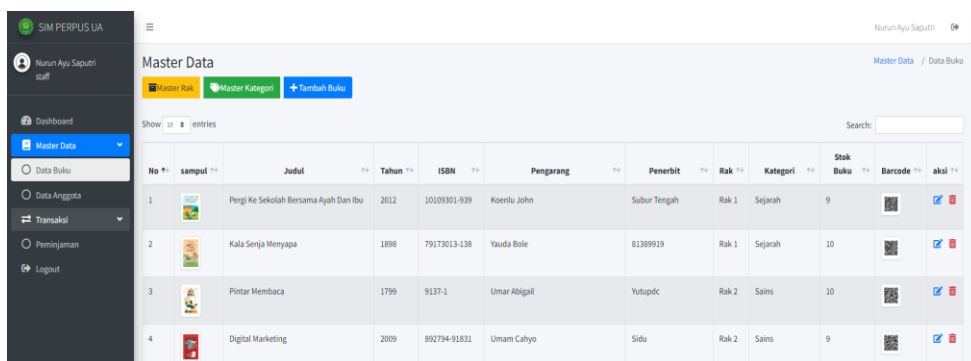 SIM PERPUS UA
Nurun Ayu Saputri
Nurun Ayu Saputri
staff
Master Data
Master Data / Data Buku
Master Rak
Master Kategori
+Tambah Buku
Dashboard
Show 10 entries
Search:
Master Data
Data Buku
Data Anggota
Transaksi
Peminjaman
Logout
No sampul Judul Tahun ISBN Pengarang Penerbit Rak Kategori Stok Buku Barcode aksi
1 Pergi Ke Sekolah Bersama Ayah Dan Ibu 2012 10109301-939 Koenlu John Subur Tengah Rak 1 Sejarah 9
2 Kala Senja Menyapa 1898 79173013-138 Yauda Bole 81389919 Rak 1 Sejarah 10
3 Pintar Membaca 1799 9137-1 Umar Abigail Yutupdc Rak 2 Sains 10
4 Digital Marketing 2009 892794-91831 Umam Cahyo Sidu Rak 2 Sains 9